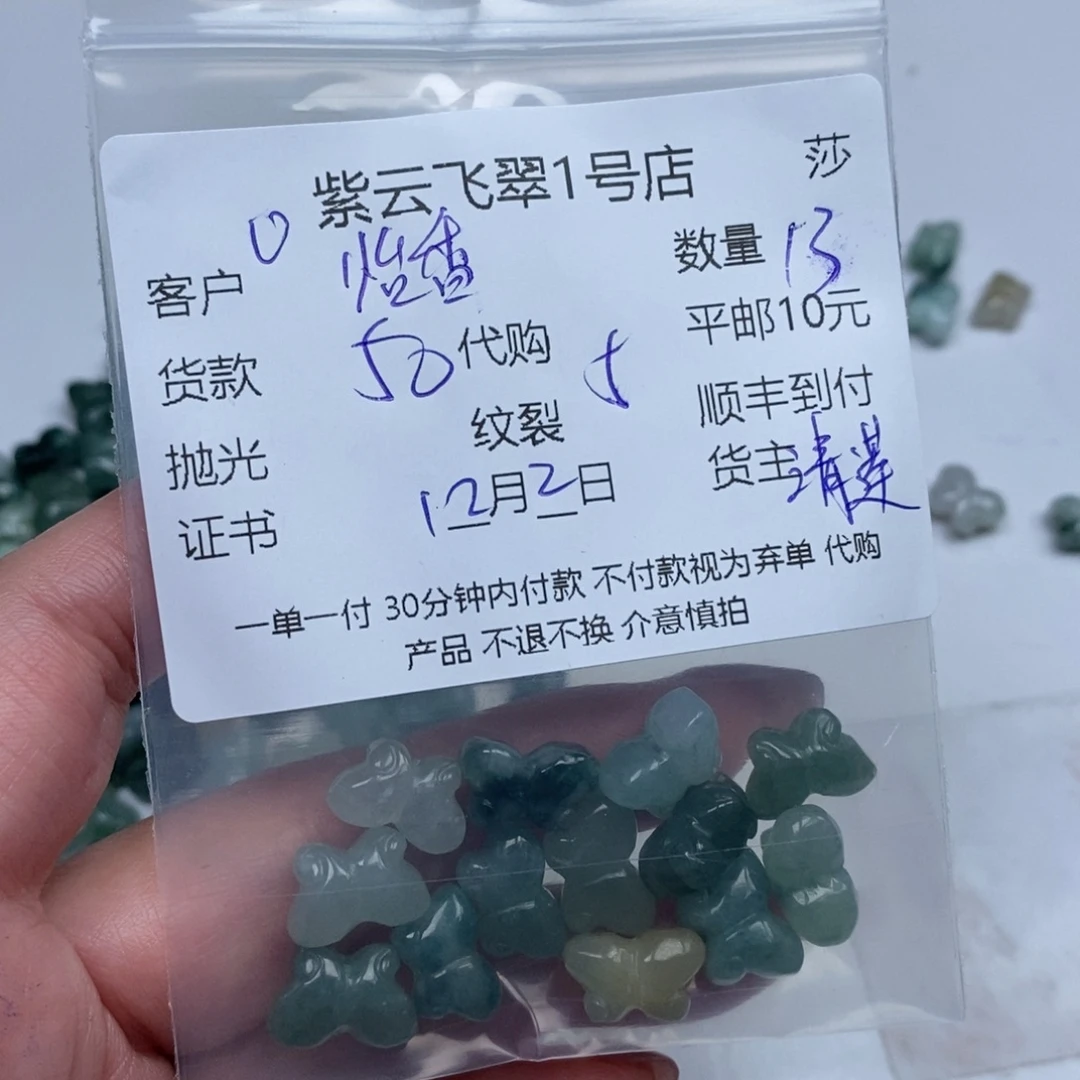 紫云飞翠1号店 莎
客户 U 怡香 数量 13
货款 50 代购 5 平邮10元
抛光 纹裂 顺丰到付
证书 12月2日 货主
一单一付 30分钟内付款 不付款视为弃单 代购
产品 不退不换 介意慎拍